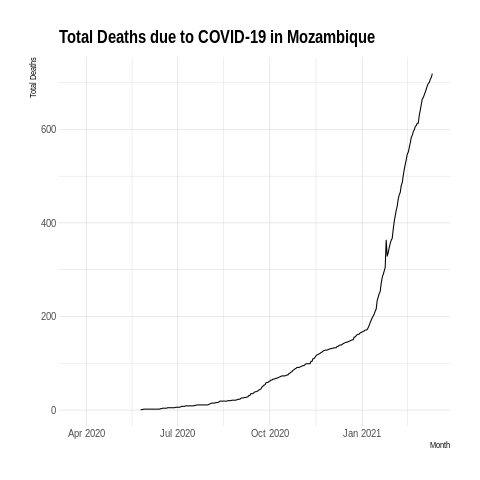 Total Deaths due to COVID-19 in Mozambique
Total Deaths
600
400
200
0
Apr 2020 Jul 2020 Oct 2020 Jan 2021
Month